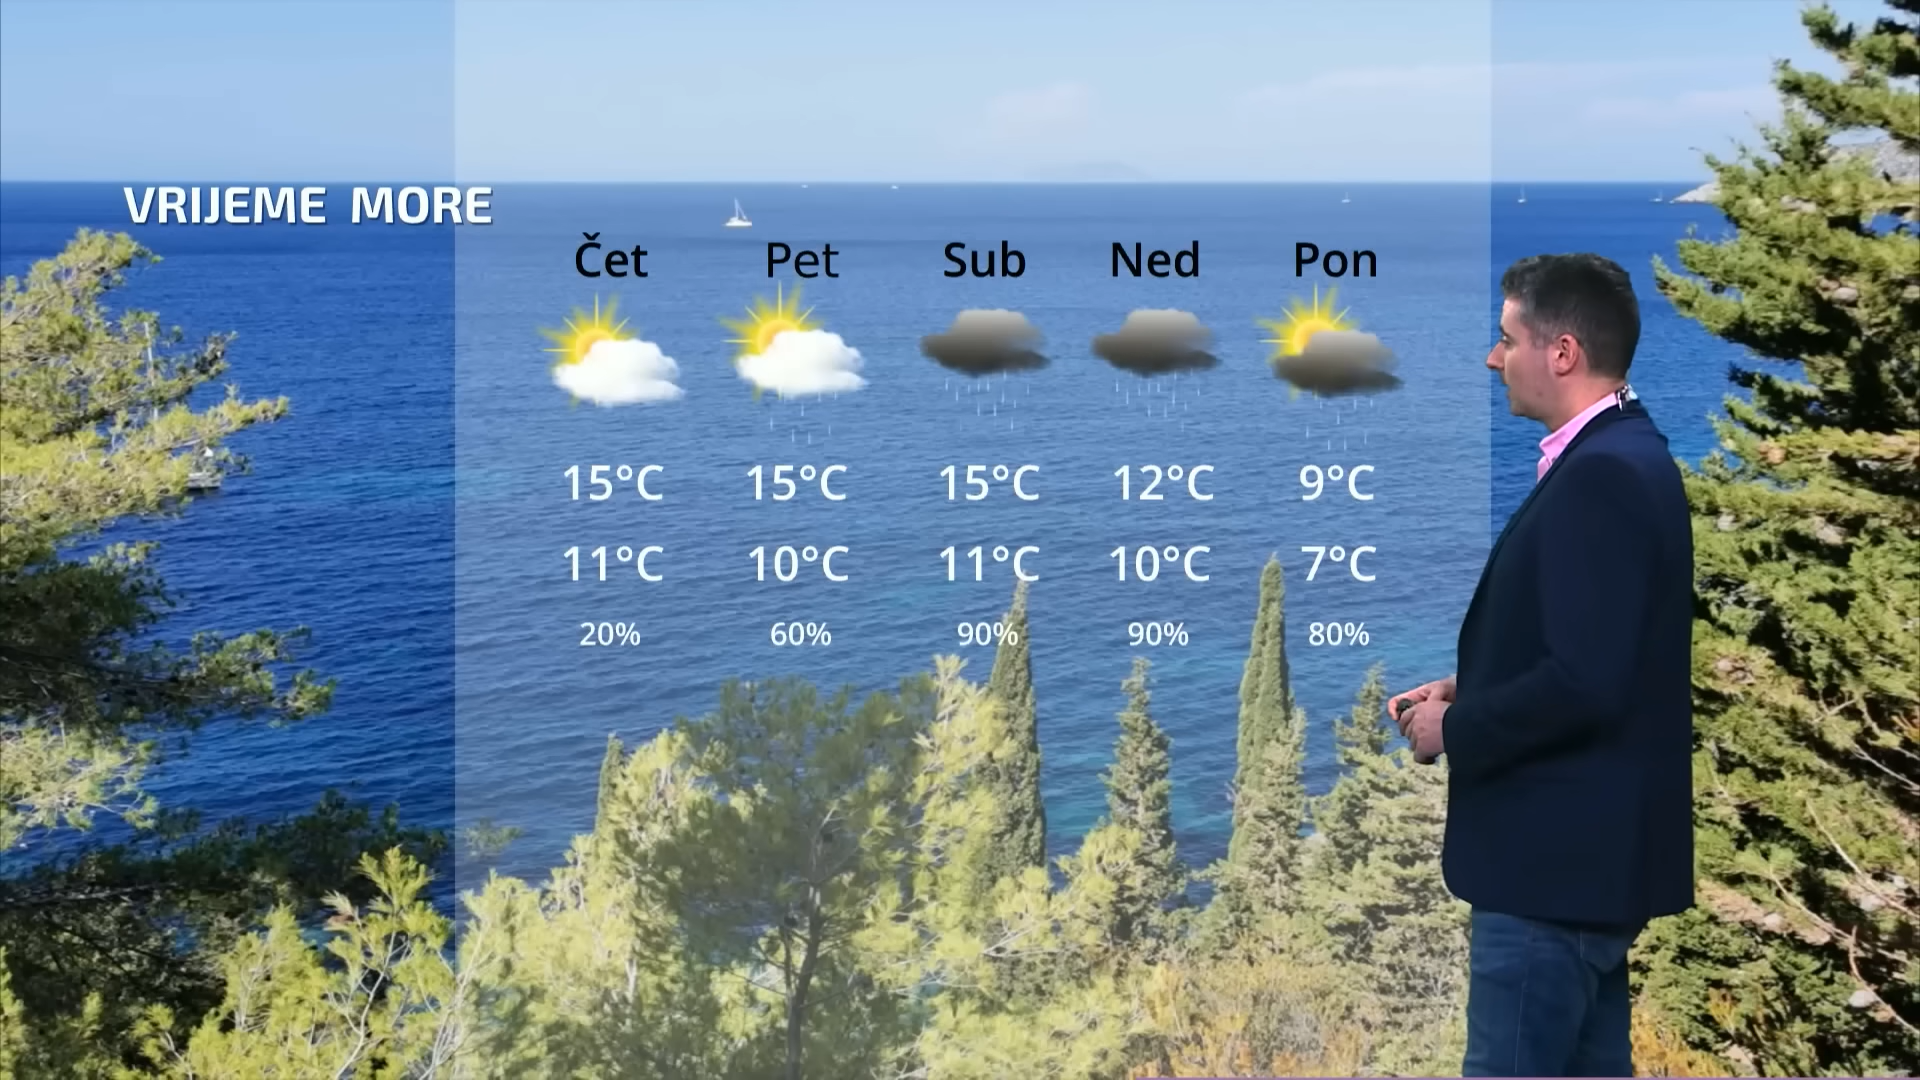 VRIJEME MORE
Čet Pet Sub Ned Pon
15°C 15°C 15°C 12°C 9°C
11°C 10°C 11°C 10°C 7°C
20% 60% 90% 90% 80%